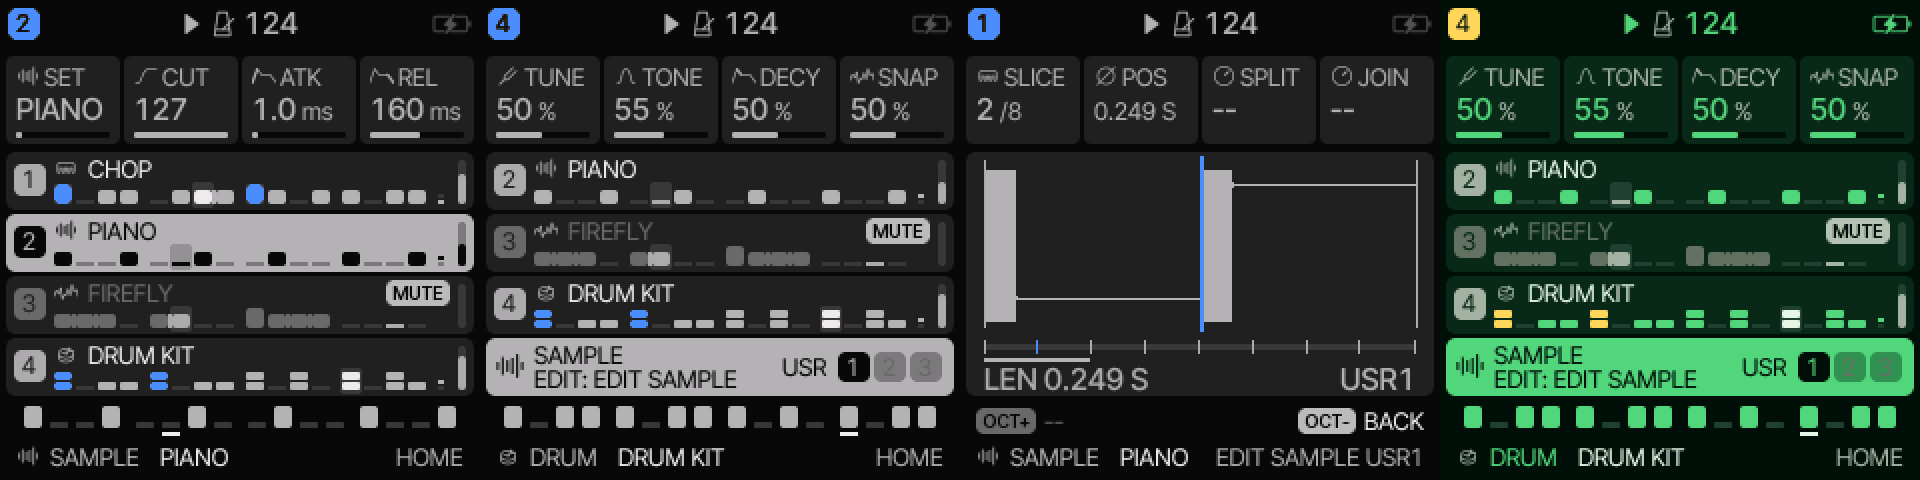 2 124
SET CUT ATK REL
PIANO 127 1.0 ms 160 ms
1 CHOP
2 PIANO
3 FIREFLY MUTE
4 DRUM KIT
SAMPLE PIANO HOME
4 124
TUNE TONE DECY SNAP
50 % 55 % 50 % 50 %
2 PIANO
3 FIREFLY MUTE
4 DRUM KIT
SAMPLE
EDIT: EDIT SAMPLE USR 1 2 3
DRUM DRUM KIT HOME
1 124
SLICE POS SPLIT JOIN
2 /8 0.249 S -- --
LEN 0.249 S USR1
OCT+ -- OCT- BACK
SAMPLE PIANO EDIT SAMPLE USR1
4 124
TUNE TONE DECY SNAP
50 % 55 % 50 % 50 %
2 PIANO
3 FIREFLY MUTE
4 DRUM KIT
SAMPLE
EDIT: EDIT SAMPLE USR 1 2 3
DRUM DRUM KIT HOME